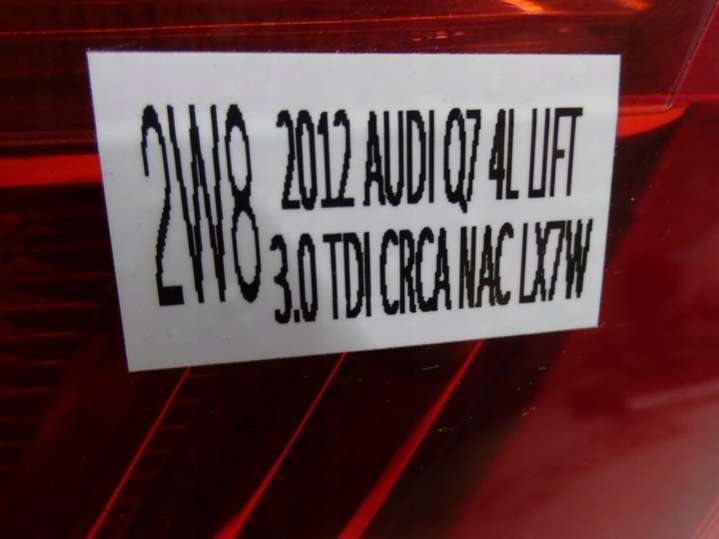 2W8
2012 AUDI Q7 4L LIFT
3.0 TDI CRCA NAC LX7W